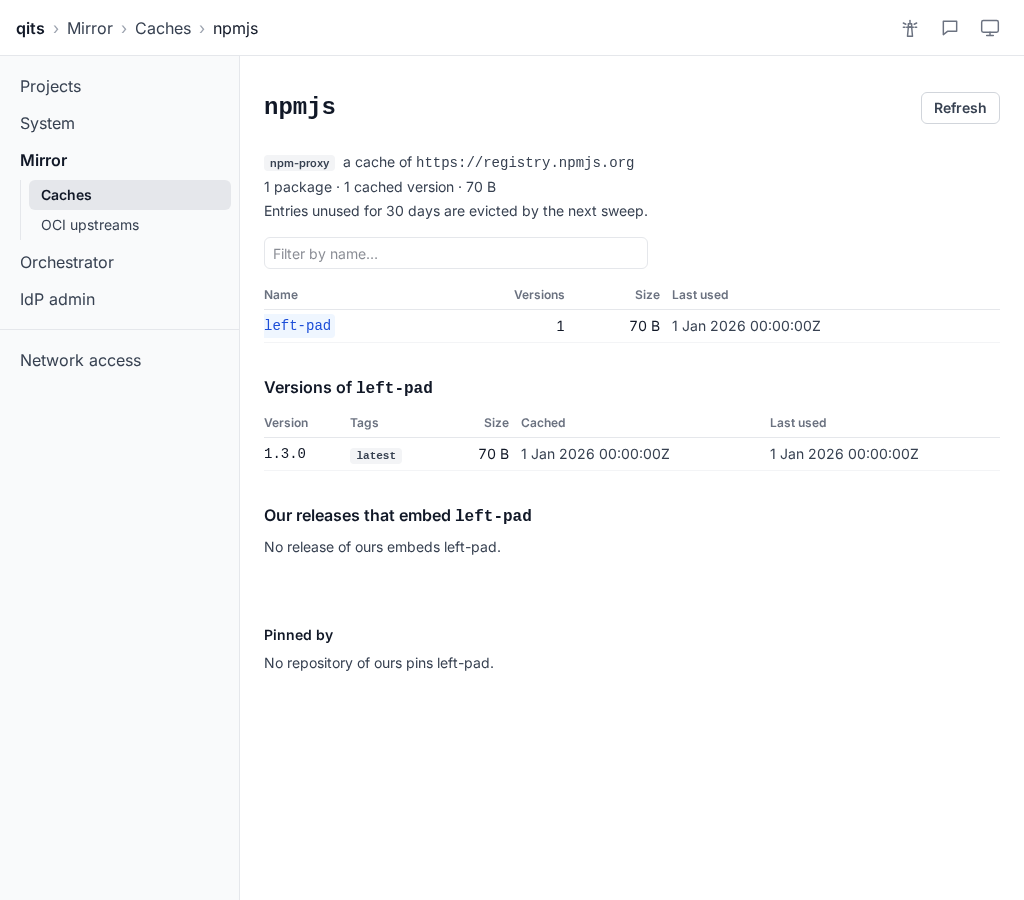 qits › Mirror › Caches › npmjs
Projects
System
Mirror
Caches
OCI upstreams
Orchestrator
IdP admin
Network access
npmjs
Refresh
npm-proxy a cache of https://registry.npmjs.org
1 package · 1 cached version · 70 B
Entries unused for 30 days are evicted by the next sweep.
Filter by name...
Name Versions Size Last used
left-pad 1 70 B 1 Jan 2026 00:00:00Z
Versions of left-pad
Version Tags Size Cached Last used
1.3.0 latest 70 B 1 Jan 2026 00:00:00Z 1 Jan 2026 00:00:00Z
Our releases that embed left-pad
No release of ours embeds left-pad.
Pinned by
No repository of ours pins left-pad.